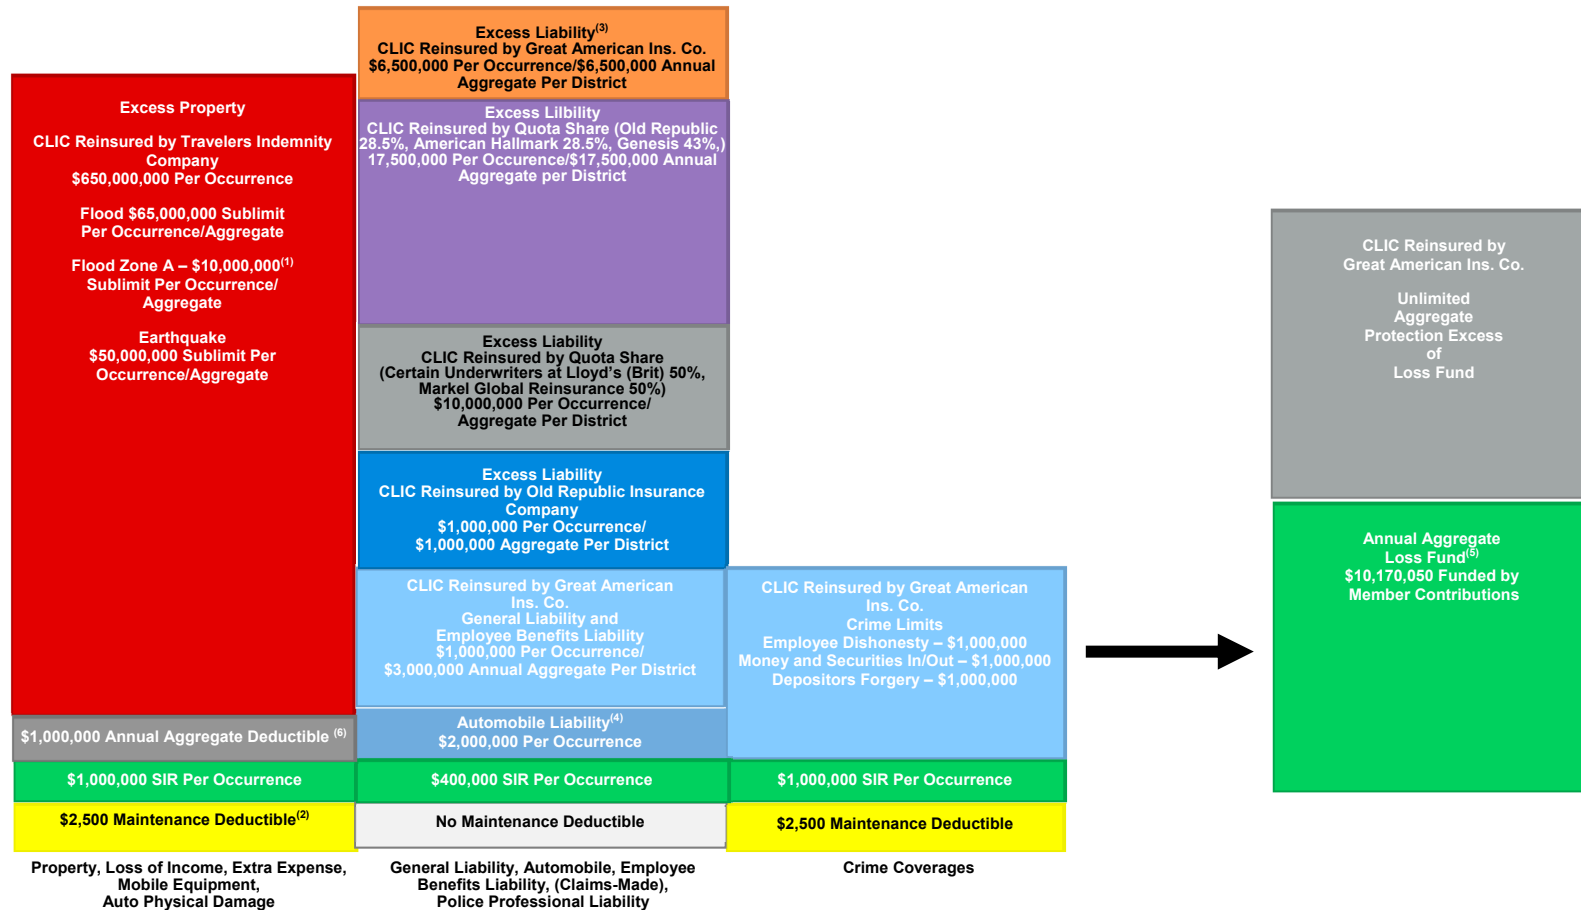 Excess Liability(3)
CLIC Reinsured by Great American Ins. Co.
$6,500,000 Per Occurrence/$6,500,000 Annual
Aggregate Per District
Excess Property
CLIC Reinsured by Travelers Indemnity
Company
$650,000,000 Per Occurrence
Flood $65,000,000 Sublimit
Per Occurrence/Aggregate
Flood Zone A – $10,000,000(1)
Sublimit Per Occurrence/
Aggregate
Earthquake
$50,000,000 Sublimit Per
Occurrence/Aggregate
Excess Lilbility
CLIC Reinsured by Quota Share (Old Republic
28.5%, American Hallmark 28.5%, Genesis 43%,)
17,500,000 Per Occurence/$17,500,000 Annual
Aggregate per District
Excess Liability
CLIC Reinsured by Quota Share
(Certain Underwriters at Lloyd's (Brit) 50%,
Markel Global Reinsurance 50%)
$10,000,000 Per Occurrence/
Aggregate Per District
Excess Liability
CLIC Reinsured by Old Republic Insurance
Company
$1,000,000 Per Occurrence/
$1,000,000 Aggregate Per District
CLIC Reinsured by Great American
Ins. Co.
General Liability and
Employee Benefits Liability
$1,000,000 Per Occurrence/
$3,000,000 Annual Aggregate Per District
Automobile Liability(4)
$2,000,000 Per Occurrence
CLIC Reinsured by Great American
Ins. Co.
Crime Limits
Employee Dishonesty – $1,000,000
Money and Securities In/Out – $1,000,000
Depositors Forgery – $1,000,000
CLIC Reinsured by
Great American Ins. Co.
Unlimited
Aggregate
Protection Excess
of
Loss Fund
Annual Aggregate
Loss Fund(5)
$10,170,050 Funded by
Member Contributions
$1,000,000 Annual Aggregate Deductible (6)
$1,000,000 SIR Per Occurrence
$400,000 SIR Per Occurrence
$1,000,000 SIR Per Occurrence
$2,500 Maintenance Deductible(2)
No Maintenance Deductible
$2,500 Maintenance Deductible
Property, Loss of Income, Extra Expense,
Mobile Equipment,
Auto Physical Damage
General Liability, Automobile, Employee
Benefits Liability, (Claims-Made),
Police Professional Liability
Crime Coverages